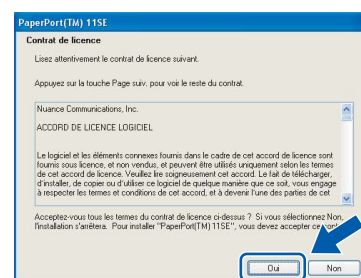 PaperPort(TM) 11SE
Contrat de licence
Lisez attentivement le contrat de licence suivant.
Appuyez sur la touche Page suiv. pour voir le reste du contrat.
Nuance Communications, Inc.
ACCORD DE LICENCE LOGICIEL
Le logiciel et les éléments connexes fournis dans le cadre de cet accord de licence sont
fournis sous licence, et non vendus, et peuvent être utilisés uniquement selon les termes
de cet accord de licence. Veuillez lire soigneusement cet accord. Le fait de télécharger,
d'installer, de copier ou d'utiliser ce logiciel de quelque manière que ce soit, vous engage
à respecter les termes et conditions de cet accord, et à devenir l'une des parties de cet
Acceptez-vous tous les termes du contrat de licence ci-dessus ? Si vous sélectionnez Non,
l'installation s'arrêtera. Pour installer "PaperPort(TM) 11SE", vous devez accepter ce
Oui
Non